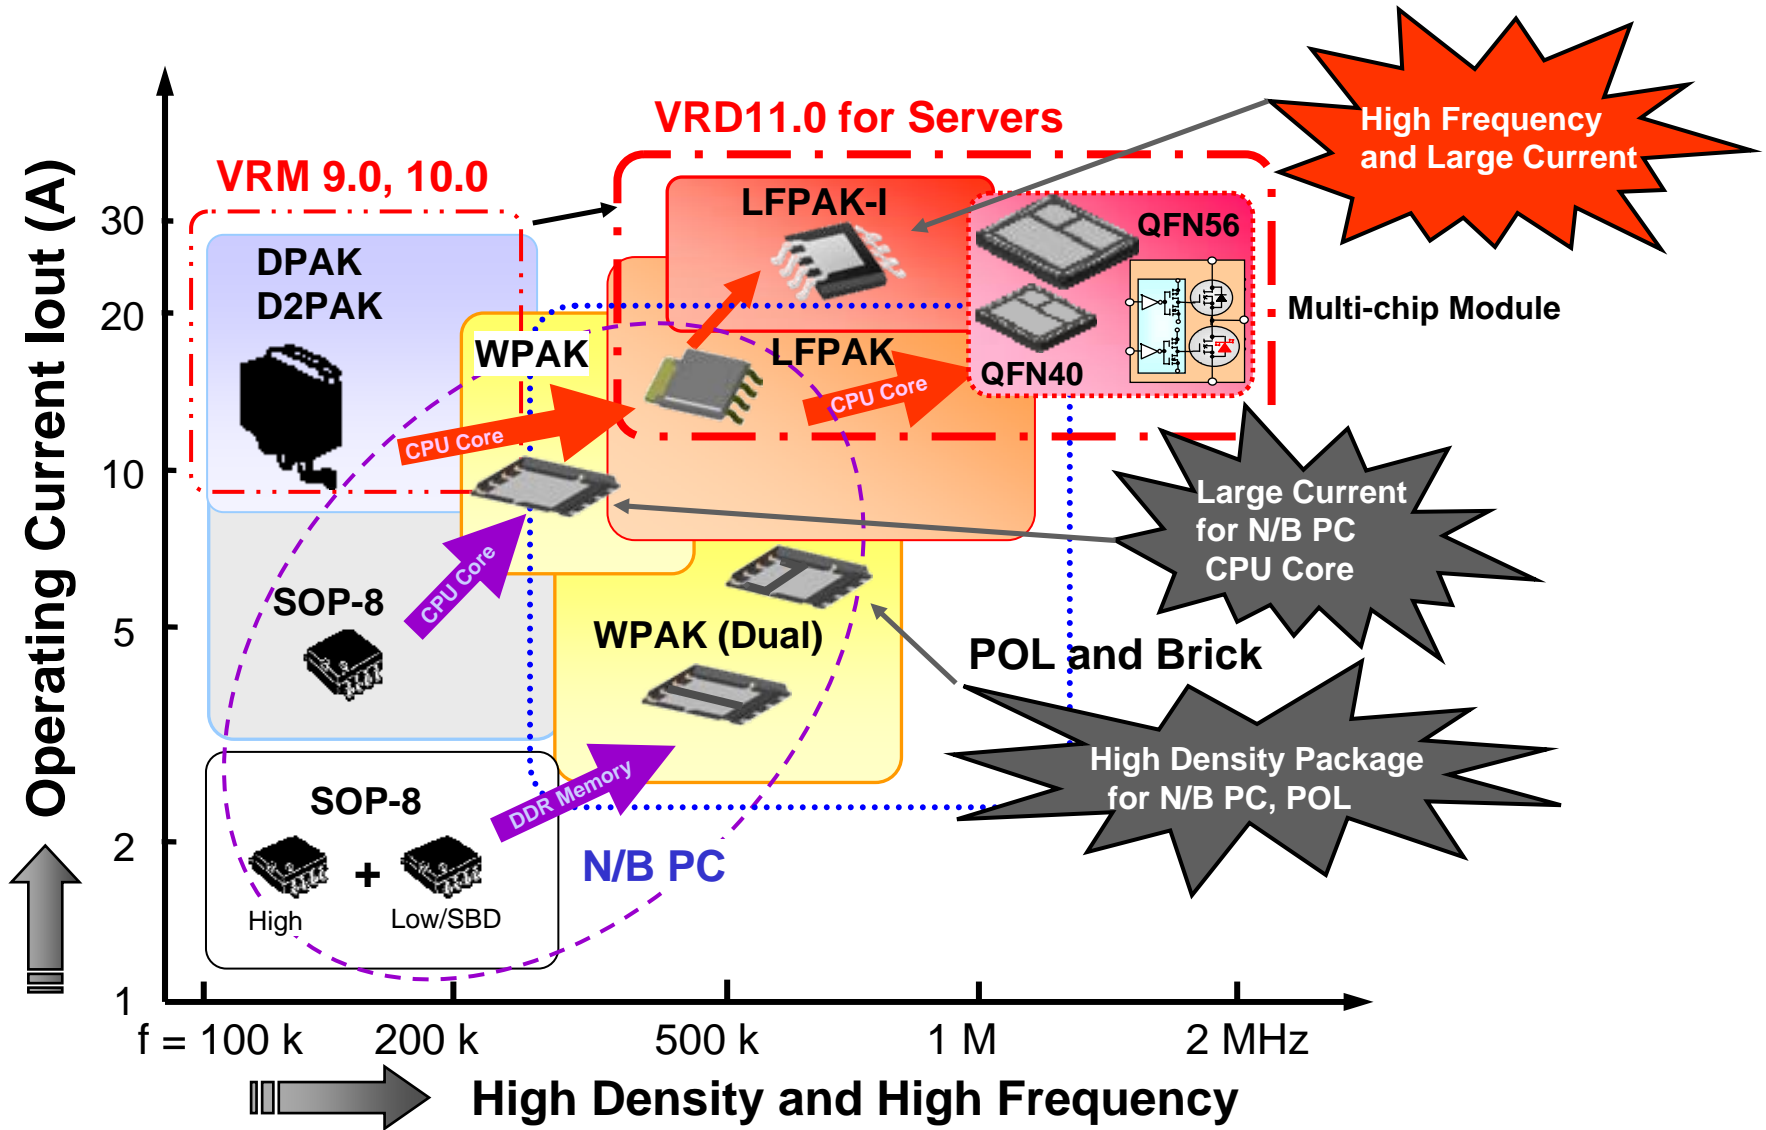 High Frequency
and Large Current
VRD11.0 for Servers
VRM 9.0, 10.0
Operating Current Iout (A)
30
20
10
5
2
1
LFPAK-I
QFN56
DPAK
D2PAK
Multi-chip Module
WPAK
LFPAK
QFN40
CPU Core
CPU Core
Large Current
for N/B PC
CPU Core
CPU Core
SOP-8
WPAK (Dual)
POL and Brick
High Density Package
for N/B PC, POL
DDR Memory
SOP-8
+
N/B PC
High
Low/SBD
f = 100 k
200 k
500 k
1 M
2 MHz
High Density and High Frequency